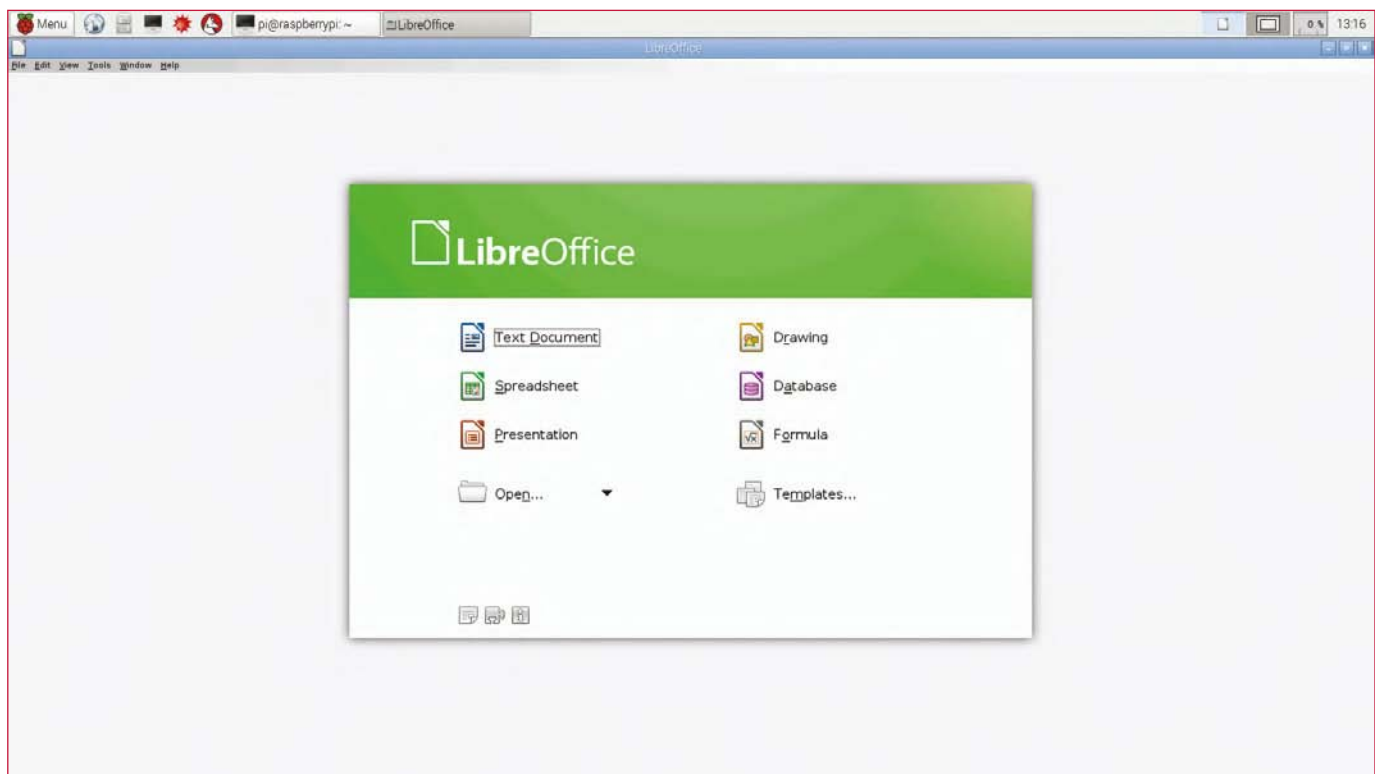 Menu pi@raspberrypi: ~ LibreOffice 0 % 13:16
LibreOffice
File Edit View Tools Window Help
LibreOffice
Text Document Drawing
Spreadsheet Database
Presentation Formula
Open... Templates...